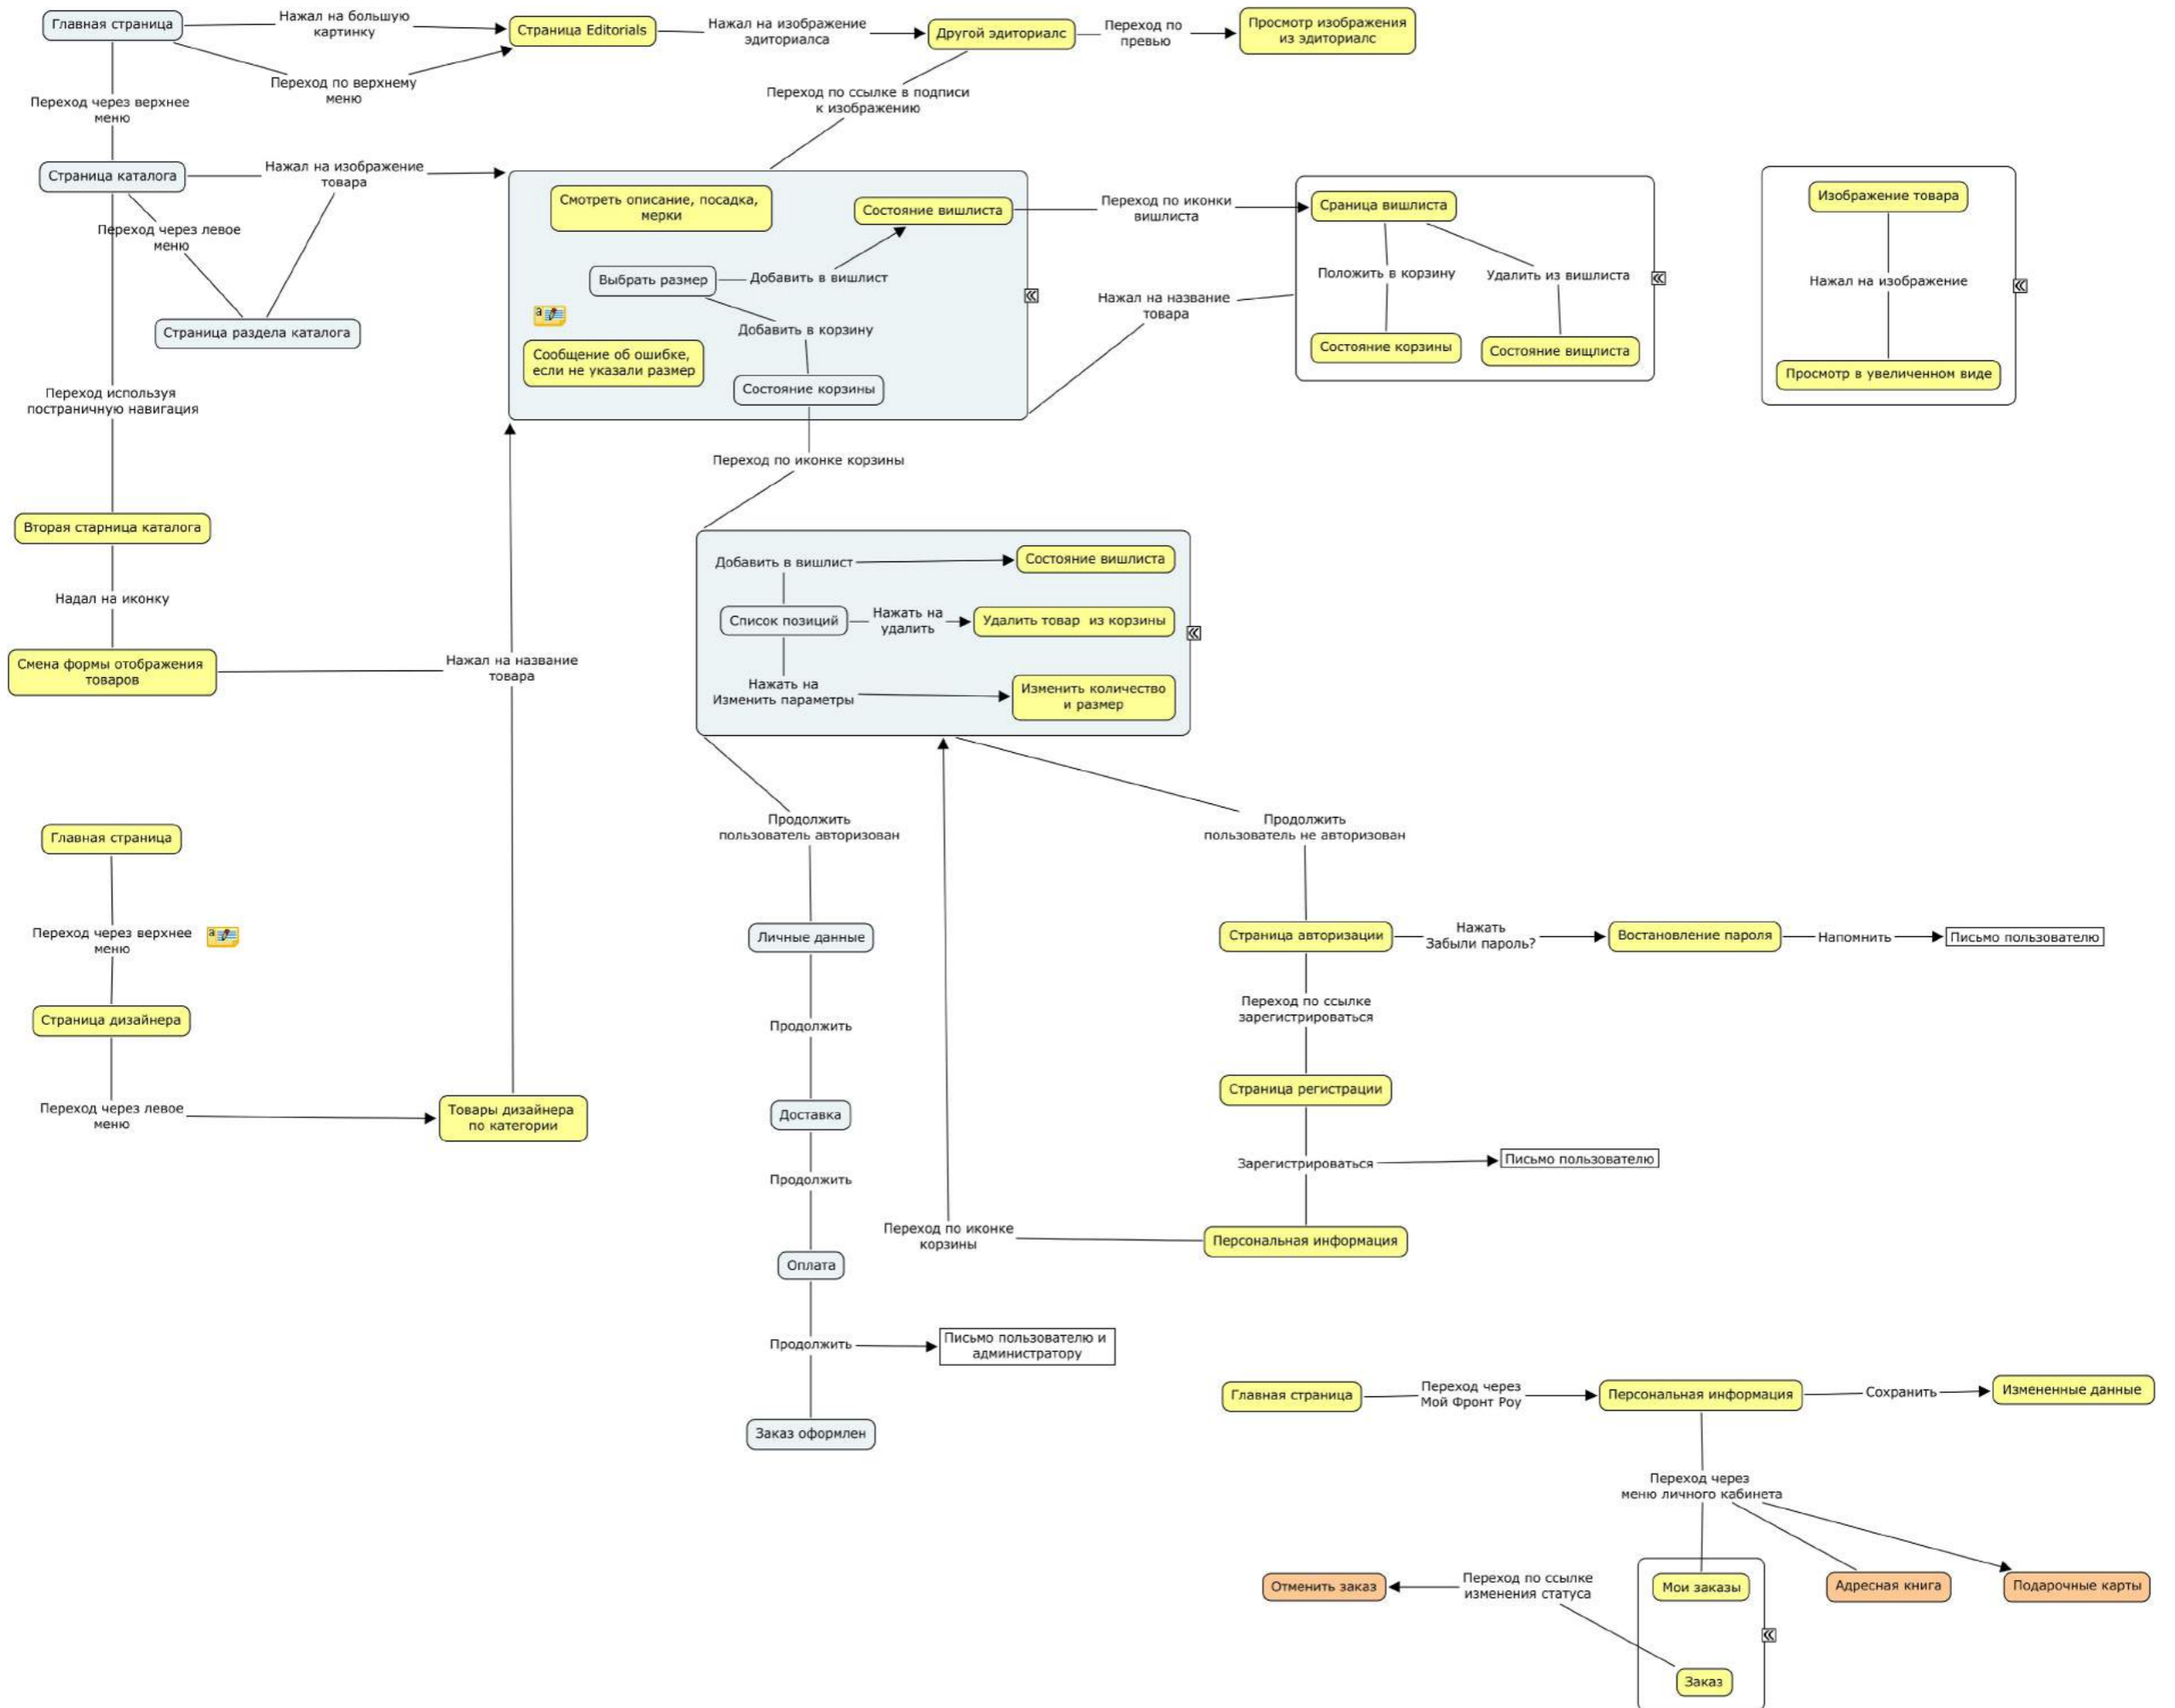 Главная страница
Нажал на большую
картинку
Страница Editorials
Нажал на изображение
эдиториалса
Другой эдиториалс
Переход по
превью
Просмотр изображения
из эдиториалс
Переход по верхнему
меню
Переход через верхнее
меню
Переход по ссылке в подписи
к изображению
Страница каталога
Нажал на изображение
товара
Переход через левое
меню
Страница раздела каталога
Смотреть описание, посадка,
мерки
Состояние вишлиста
Выбрать размер
Добавить в вишлист
Добавить в корзину
Сообщение об ошибке,
если не указали размер
Состояние корзины
Переход по иконки
вишлиста
Нажал на название
товара
Сраница вишлиста
Положить в корзину
Удалить из вишлиста
Состояние корзины
Состояние вищлиста
Изображение товара
Нажал на изображение
Просмотр в увеличенном виде
Переход используя
постраничную навигация
Вторая старница каталога
Надал на иконку
Смена формы отображения
товаров
Нажал на название
товара
Переход по иконке корзины
Добавить в вишлист
Состояние вишлиста
Список позиций
Нажать на
удалить
Удалить товар из корзины
Нажать на
Изменить параметры
Изменить количество
и размер
Главная страница
Переход через верхнее
меню
Страница дизайнера
Переход через левое
меню
Товары дизайнера
по категории
Продолжить
пользователь авторизован
Личные данные
Продолжить
Доставка
Продолжить
Оплата
Продолжить
Письмо пользователю и
администратору
Заказ оформлен
Продолжить
пользователь не авторизован
Страница авторизации
Нажать
Забыли пароль?
Востановление пароля
Напомнить
Письмо пользователю
Переход по ссылке
зарегистрироваться
Страница регистрации
Зарегистрироваться
Письмо пользователю
Персональная информация
Переход по иконке
корзины
Главная страница
Переход через
Мой Фронт Роу
Персональная информация
Сохранить
Измененные данные
Переход через
меню личного кабинета
Отменить заказ
Переход по ссылке
изменения статуса
Мои заказы
Адресная книга
Подарочные карты
Заказ